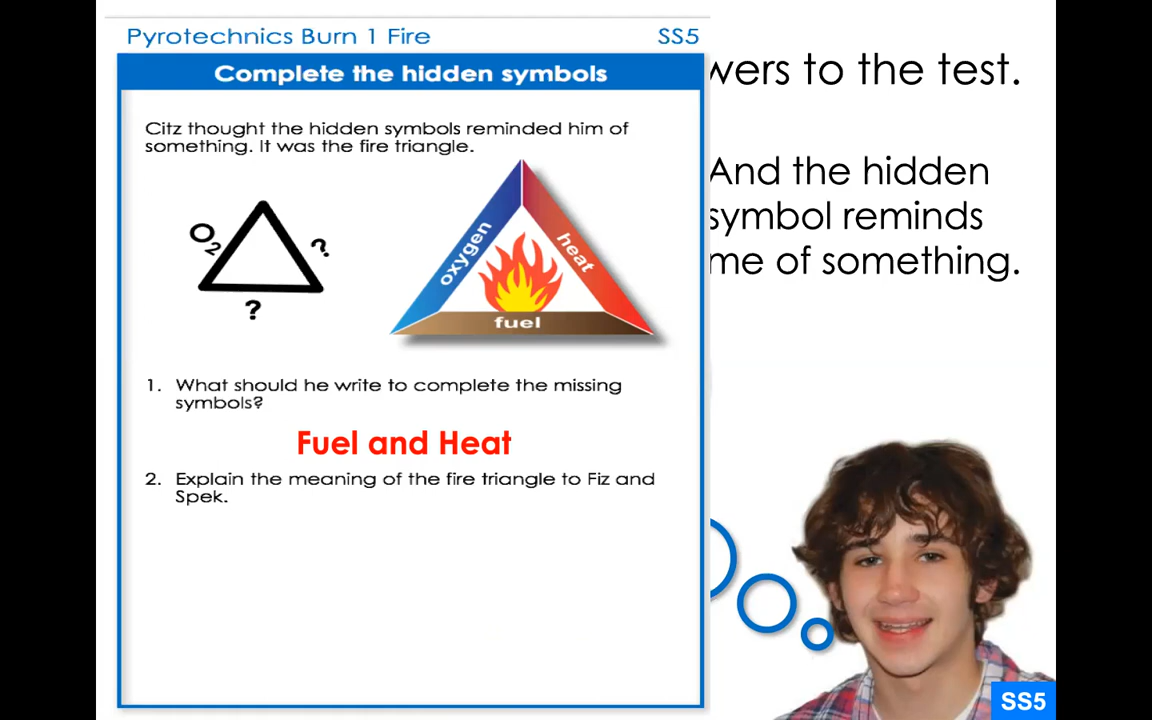 Pyrotechnics Burn 1 Fire SS5
Complete the hidden symbols
Citz thought the hidden symbols reminded him of
something. It was the fire triangle.
O2
?
?
oxygen
heat
fuel
1. What should he write to complete the missing
symbols?
Fuel and Heat
2. Explain the meaning of the fire triangle to Fiz and
Spek.
to the test.
And the hidden
symbol reminds
me of something.
SS5